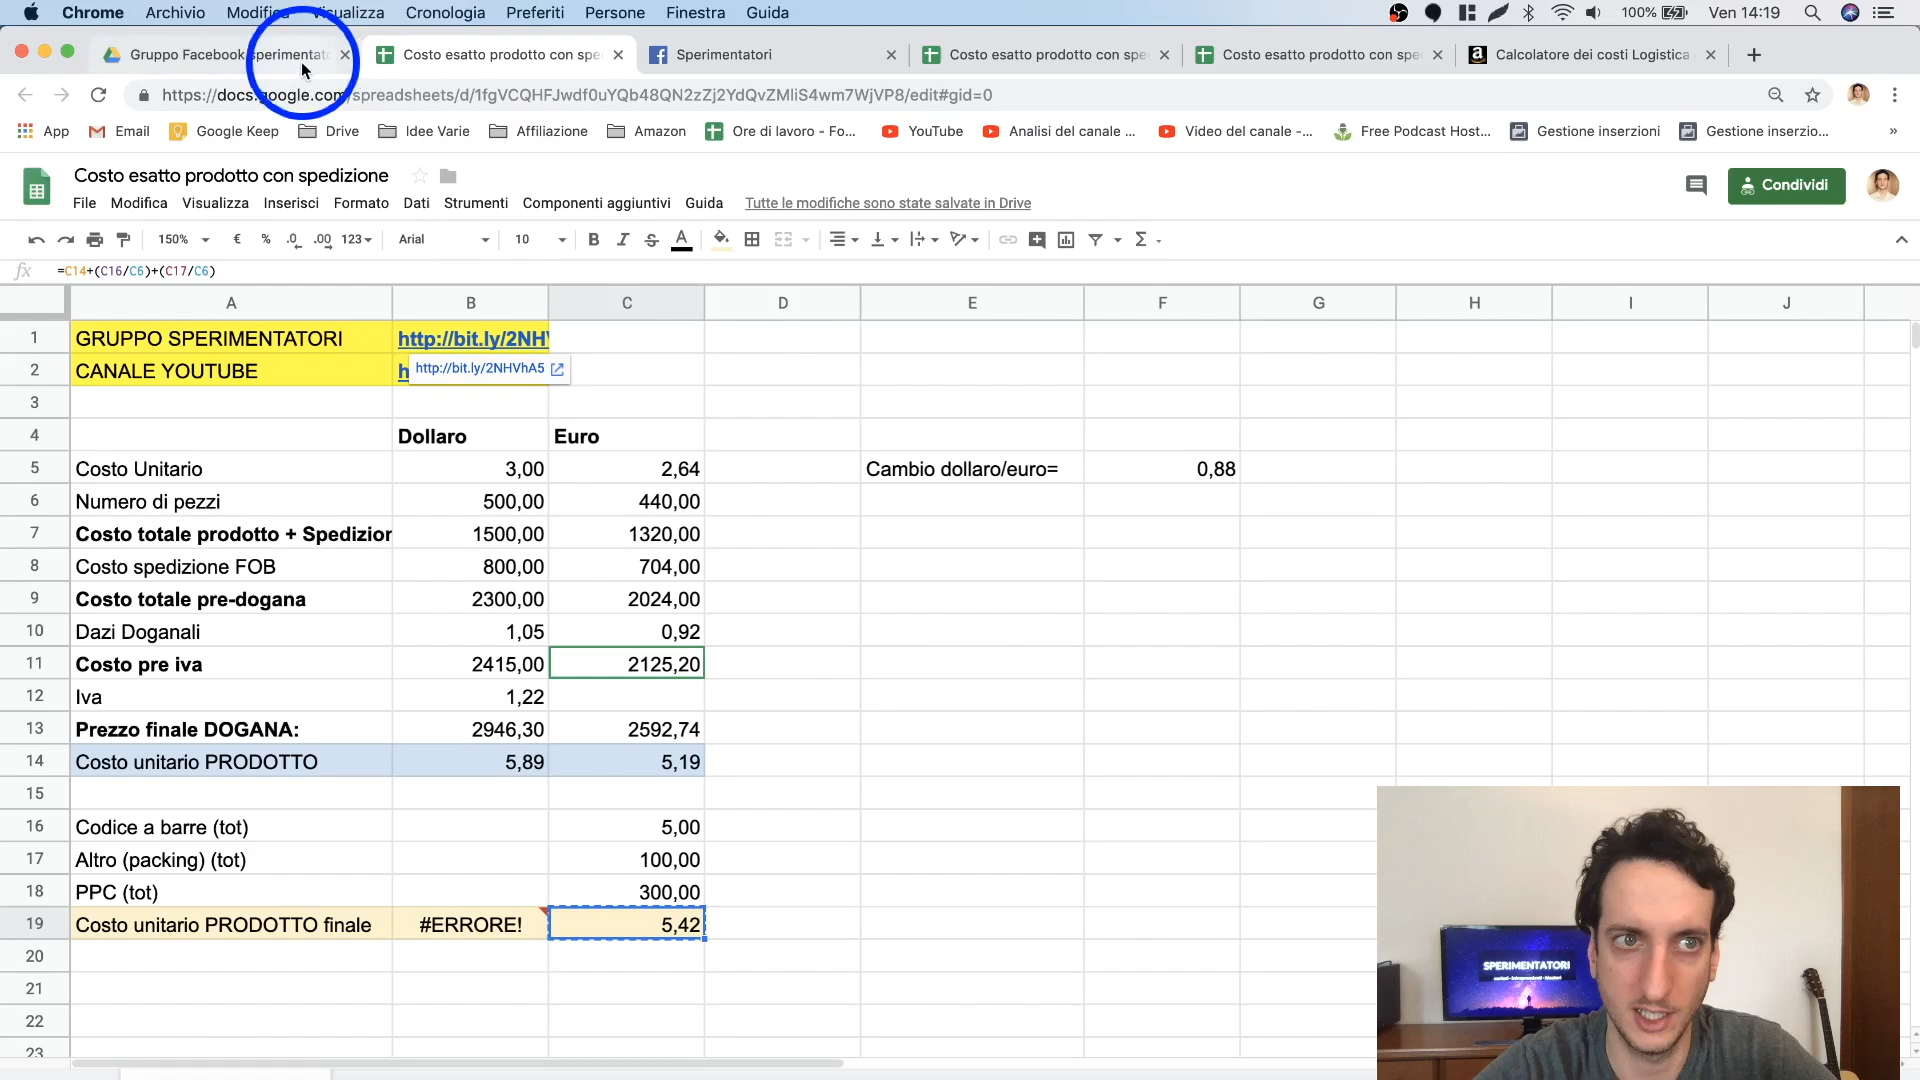 Chrome Archivio Modifica Visualizza Cronologia Preferiti Persone Finestra Guida 100% Ven 14:19
Gruppo Facebook sperimentato Costo esatto prodotto con spe Sperimentatori Costo esatto prodotto con spe Costo esatto prodotto con spe Calcolatore dei costi Logistica
https://docs.google.com/spreadsheets/d/1fgVCQHFJwdf0uYQb48QN2zZj2YdQvZMliS4wm7WjVP8/edit#gid=0
App Email Google Keep Drive Idee Varie Affiliazione Amazon Ore di lavoro - Fo... YouTube Analisi del canale ... Video del canale -... Free Podcast Host... Gestione inserzioni Gestione inserzio... »
Costo esatto prodotto con spedizione
Condividi
File Modifica Visualizza Inserisci Formato Dati Strumenti Componenti aggiuntivi Guida Tutte le modifiche sono state salvate in Drive
150% € % .0 .00 123 Arial 10 B I S A Σ
fx =C14+(C16/C6)+(C17/C6)
A B C D E F G H I J
1 GRUPPO SPERIMENTATORI http://bit.ly/2NHV
2 CANALE YOUTUBE h http://bit.ly/2NHVhA5
3
4 Dollaro Euro
5 Costo Unitario 3,00 2,64 Cambio dollaro/euro= 0,88
6 Numero di pezzi 500,00 440,00
7 Costo totale prodotto + Spedizion 1500,00 1320,00
8 Costo spedizione FOB 800,00 704,00
9 Costo totale pre-dogana 2300,00 2024,00
10 Dazi Doganali 1,05 0,92
11 Costo pre iva 2415,00 2125,20
12 Iva 1,22
13 Prezzo finale DOGANA: 2946,30 2592,74
14 Costo unitario PRODOTTO 5,89 5,19
15
16 Codice a barre (tot) 5,00
17 Altro (packing) (tot) 100,00
18 PPC (tot) 300,00
19 Costo unitario PRODOTTO finale #ERRORE! 5,42
20
21
22
23
SPERIMENTATORI